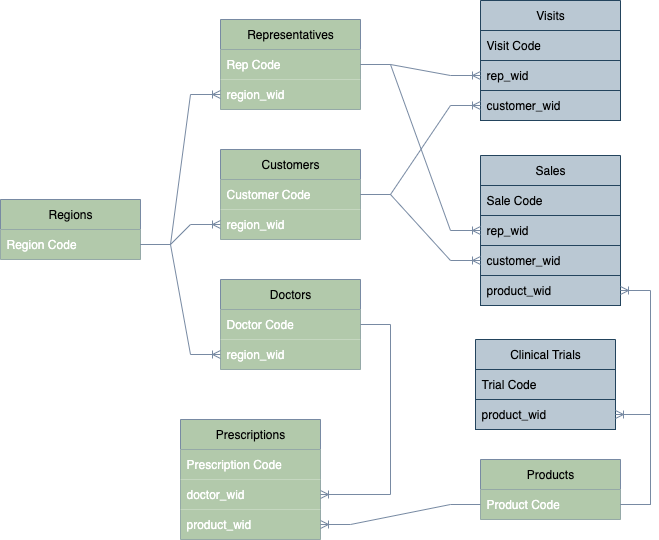 Representatives
Rep Code
region_wid
Visits
Visit Code
rep_wid
customer_wid
Customers
Customer Code
region_wid
Sales
Sale Code
rep_wid
customer_wid
product_wid
Regions
Region Code
Doctors
Doctor Code
region_wid
Clinical Trials
Trial Code
product_wid
Prescriptions
Prescription Code
doctor_wid
product_wid
Products
Product Code